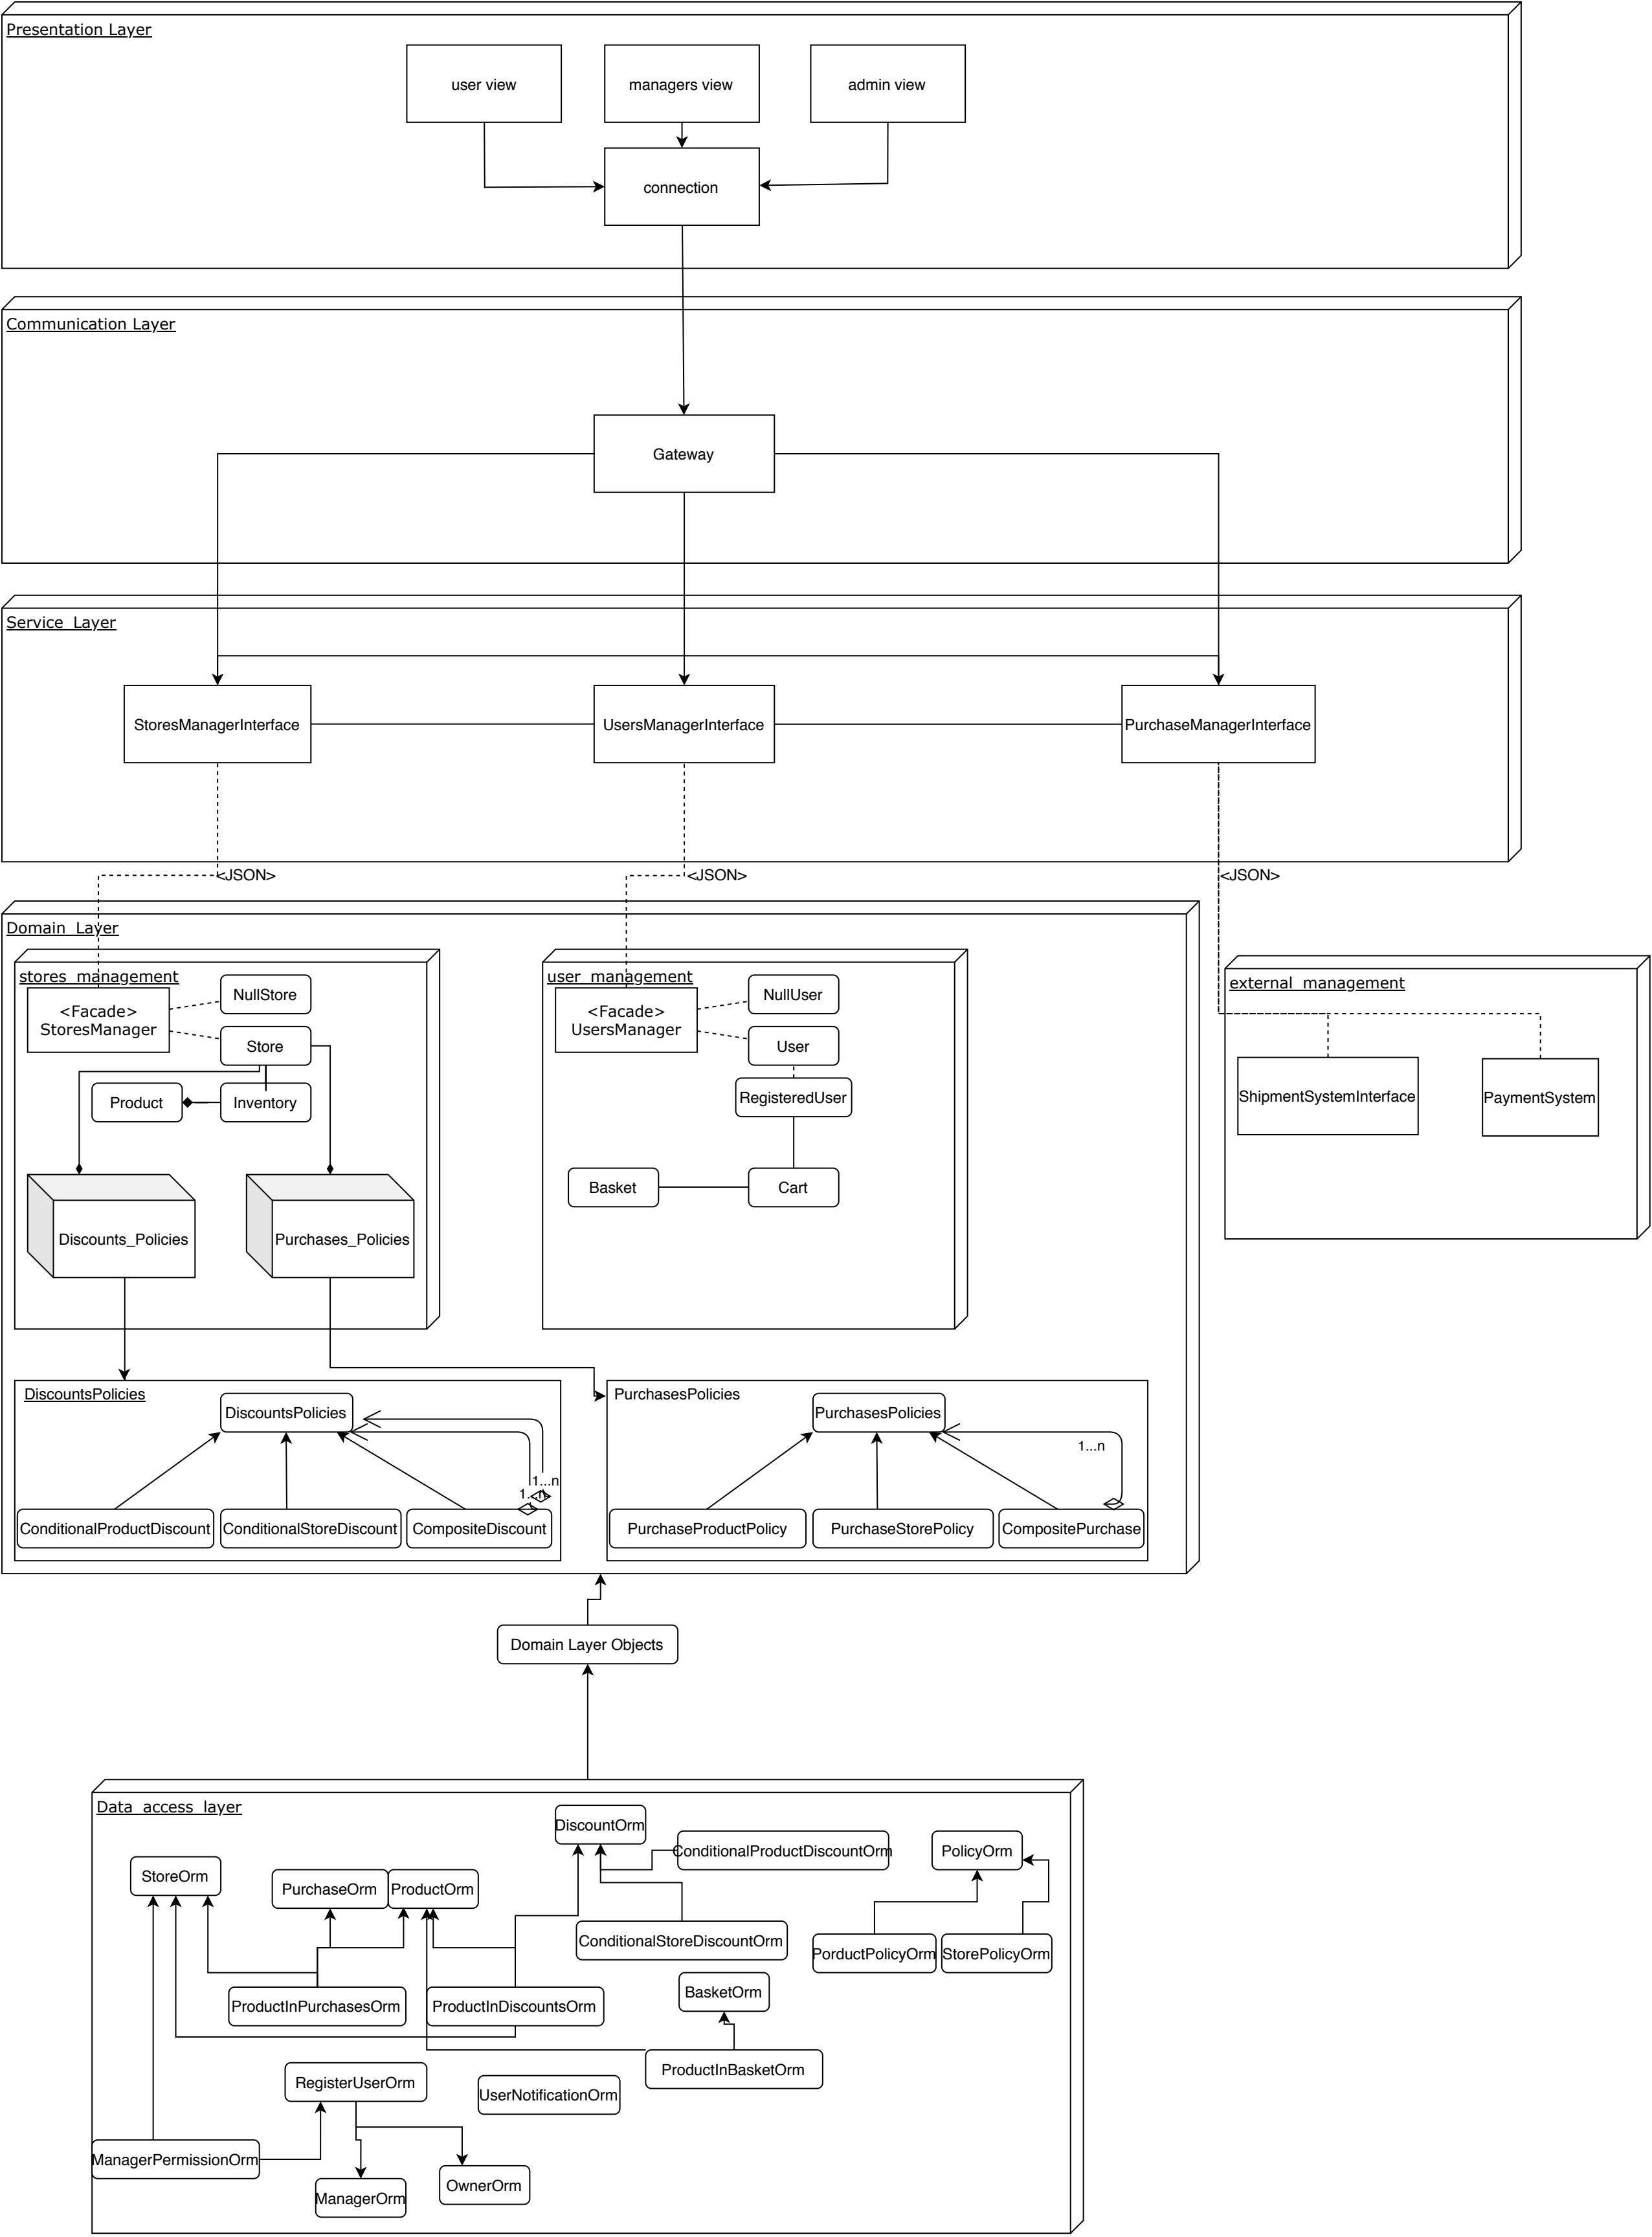 Presentation Layer
user view
managers view
admin view
connection
Communication Layer
Gateway
Service_Layer
StoresManagerInterface
UsersManagerInterface
PurchaseManagerInterface
<JSON>
<JSON>
<JSON>
Domain_Layer
stores_management
<Facade>
StoresManager
NullStore
Store
Product
Inventory
Discounts_Policies
Purchases_Policies
user_management
<Facade>
UsersManager
NullUser
User
RegisteredUser
Basket
Cart
external_management
ShipmentSystemInterface
PaymentSystem
DiscountsPolicies
DiscountsPolicies
1...n
1...n
ConditionalProductDiscount
ConditionalStoreDiscount
CompositeDiscount
PurchasesPolicies
PurchasesPolicies
1...n
PurchaseProductPolicy
PurchaseStorePolicy
CompositePurchase
Domain Layer Objects
Data_access_layer
DiscountOrm
ConditionalProductDiscountOrm
PolicyOrm
StoreOrm
PurchaseOrm
ProductOrm
ConditionalStoreDiscountOrm
PorductPolicyOrm
StorePolicyOrm
ProductInPurchasesOrm
ProductInDiscountsOrm
BasketOrm
ProductInBasketOrm
RegisterUserOrm
UserNotificationOrm
ManagerPermissionOrm
ManagerOrm
OwnerOrm